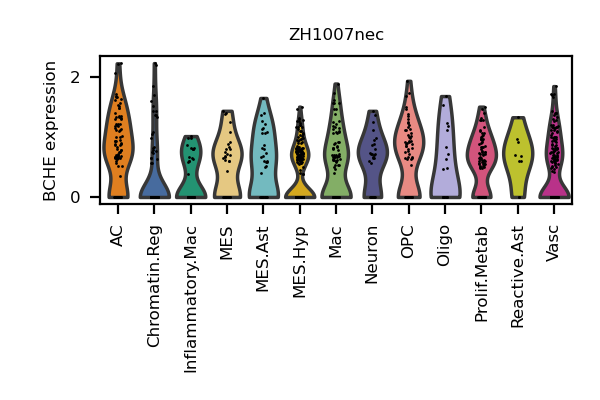 ZH1007nec
BCHE expression
2
0
AC
Chromatin.Reg
Inflammatory.Mac
MES
MES.Ast
MES.Hyp
Mac
Neuron
OPC
Oligo
Prolif.Metab
Reactive.Ast
Vasc